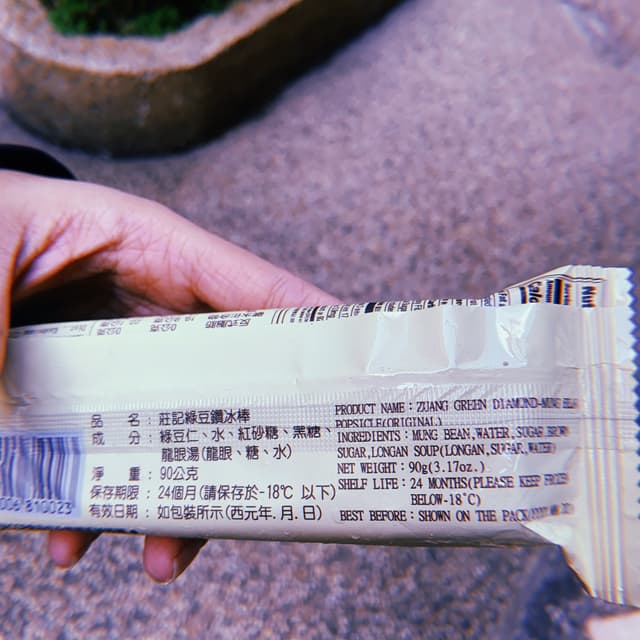 品　名：莊記綠豆鑽冰棒
成　分：綠豆仁、水、紅砂糖、黑糖、
龍眼湯(龍眼、糖、水)
淨　重：90公克
保存期限：24個月(請保存於-18℃ 以下)
有效日期：如包裝所示(西元年.月.日)
PRODUCT NAME：ZUANG GREEN DIAMOND-MUNG
POPSICLE(ORIGINAL)
INGREDIENTS：MUNG BEAN,WATER,SUGAR,BROWN
SUGAR,LONGAN SOUP(LONGAN,SUGAR,WATER)
NET WEIGHT：90g(3.17oz.)
SHELF LIFE：24 MONTHS(PLEASE KEEP FROZEN
BELOW-18℃)
BEST BEFORE：SHOWN ON THE PACK
310023